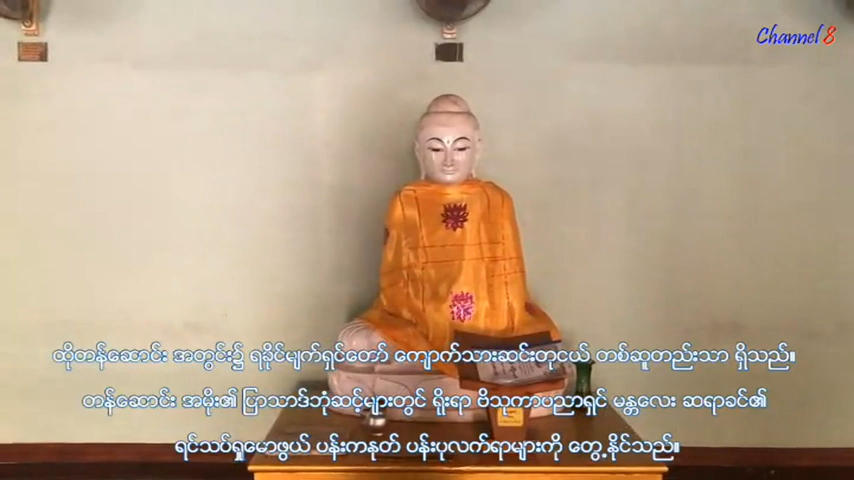 Channel 8
ထိုတန်ဆောင်း အတွင်း၌ ရခိုင်မျက်ရှင်တော် ကျောက်သားဆင်းတုငယ် တစ်ဆူတည်းသာ ရှိသည်။
တန်ဆောင်း အမိုး၏ ပြာသာဒ်ဘုံဆင့်များတွင် ရိုးရာ ဝိသုကာပညာရှင် မန္တလေး ဆရာခင်၏
ရင်သပ်ရှုမောဖွယ် ပန်းကနုတ် ပန်းပုလက်ရာများကို တွေ့နိုင်သည်။